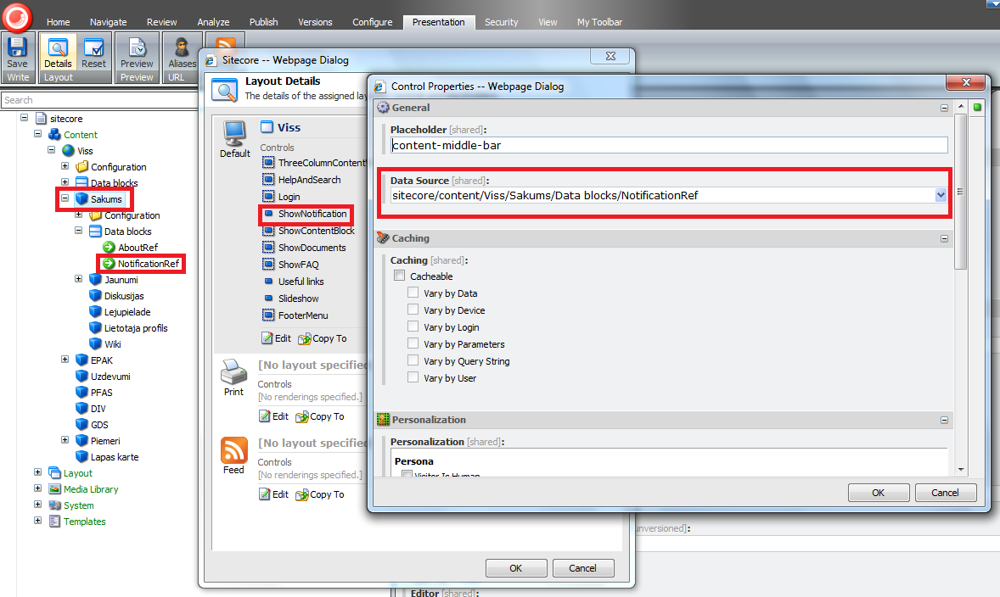 Home Navigate Review Analyze Publish Versions Configure Presentation Security View My Toolbar
Save Details Reset Preview Aliases
Write Layout Preview URL
Search
sitecore
Content
Viss
Configuration
Data blocks
Sakums
Configuration
Data blocks
AboutRef
NotificationRef
Jaunumi
Diskusijas
Lejupielade
Lietotaja profils
Wiki
EPAK
Uzdevumi
PFAS
DIV
GDS
Piemeri
Lapas karte
Layout
Media Library
System
Templates
Sitecore -- Webpage Dialog
Layout Details
The details of the assigned
Default
Viss
Controls
ThreeColumnContent
HelpAndSearch
Login
ShowNotification
ShowContentBlock
ShowDocuments
ShowFAQ
Useful links
Slideshow
FooterMenu
Edit Copy To
Print
[No layout specified
Controls
[No renderings specified.]
Edit Copy To
Feed
[No layout specified
Controls
[No renderings specified.]
Edit Copy To
OK Cancel
Control Properties -- Webpage Dialog
General
Placeholder [shared]:
content-middle-bar
Data Source [shared]:
sitecore/content/Viss/Sakums/Data blocks/NotificationRef
Caching
Caching [shared]:
Cacheable
Vary by Data
Vary by Device
Vary by Login
Vary by Parameters
Vary by Query String
Vary by User
Personalization
Personalization [shared]:
Persona
Visitor Is Human
OK Cancel
unversioned]:
Editor [shared]: